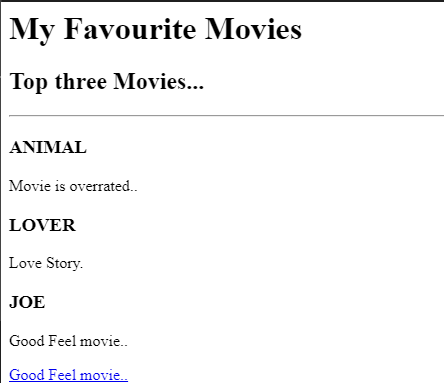 My Favourite Movies
Top three Movies...
ANIMAL
Movie is overrated..
LOVER
Love Story.
JOE
Good Feel movie..
Good Feel movie..